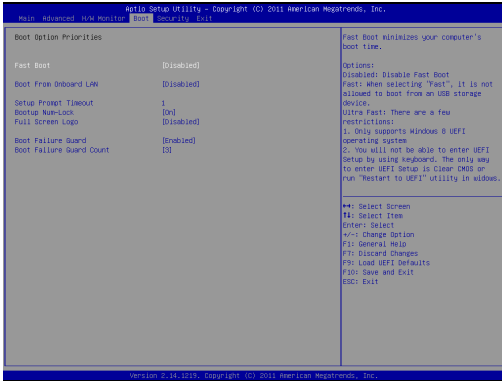 Aptio Setup Utility - Copyright (C) 2011 American Megatrends, Inc.
Main Advanced H/W Monitor Boot Security Exit
Boot Option Priorities
Fast Boot [Disabled]
Boot From Onboard LAN [Disabled]
Setup Prompt Timeout 1
Bootup Num-Lock [On]
Full Screen Logo [Disabled]
Boot Failure Guard [Enabled]
Boot Failure Guard Count [3]
Fast Boot minimizes your computer's
boot time.
Options:
Disabled: Disable Fast Boot
Fast: When selecting "Fast", it is not
allowed to boot from an USB storage
device.
Ultra Fast: There are a few
restrictions:
1. Only supports Windows 8 UEFI
operating system
2. You will not be able to enter UEFI
Setup by using keyboard. The only way
to enter UEFI Setup is Clear CMOS or
run "Restart to UEFI" utility in widows.
↔: Select Screen
↑↓: Select Item
Enter: Select
+/-: Change Option
F1: General Help
F7: Discard Changes
F9: Load UEFI Defaults
F10: Save and Exit
ESC: Exit
Version 2.14.1219. Copyright (C) 2011 American Megatrends, Inc.